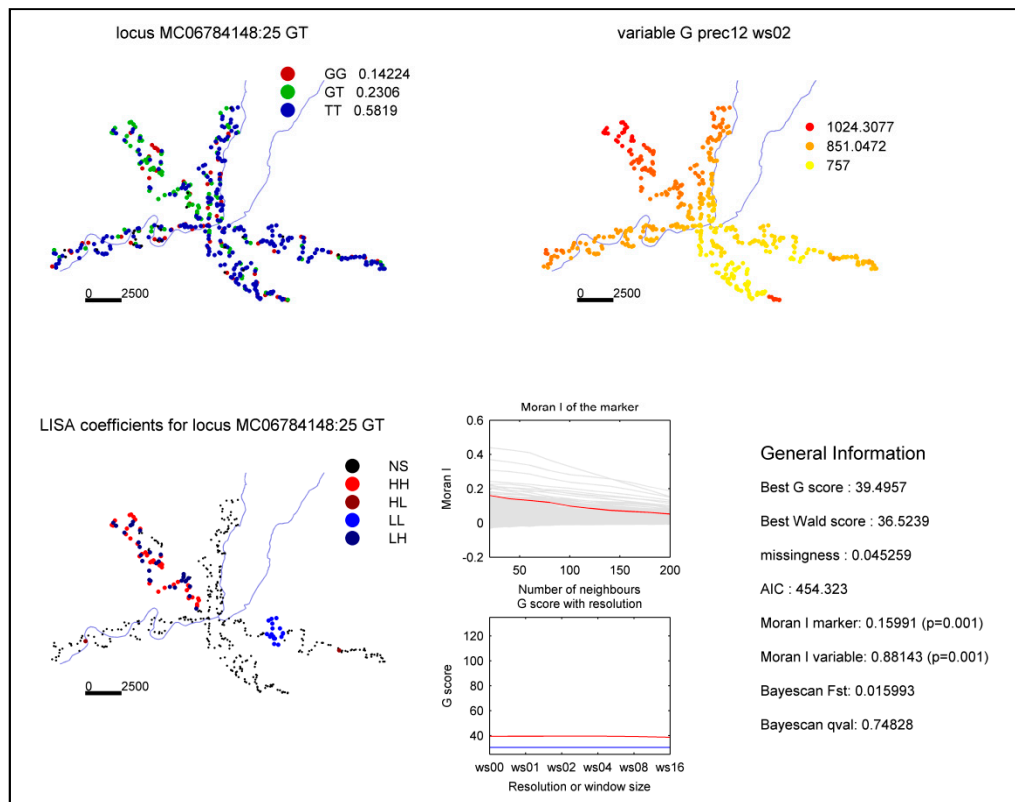 locus MC06784148:25 GT
GG 0.14224
GT 0.2306
TT 0.5819
0 2500
variable G prec12 ws02
1024.3077
851.0472
757
0 2500
LISA coefficients for locus MC06784148:25 GT
NS
HH
HL
LL
LH
0 2500
Moran I of the marker
Moran I
0.6
0.4
0.2
0
-0.2
50 100 150 200
Number of neighbours
G score with resolution
G score
120
100
80
60
40
ws00 ws01 ws02 ws04 ws08 ws16
Resolution or window size
General Information
Best G score : 39.4957
Best Wald score : 36.5239
missingness : 0.045259
AIC : 454.323
Moran I marker: 0.15991 (p=0.001)
Moran I variable: 0.88143 (p=0.001)
Bayescan Fst: 0.015993
Bayescan qval: 0.74828